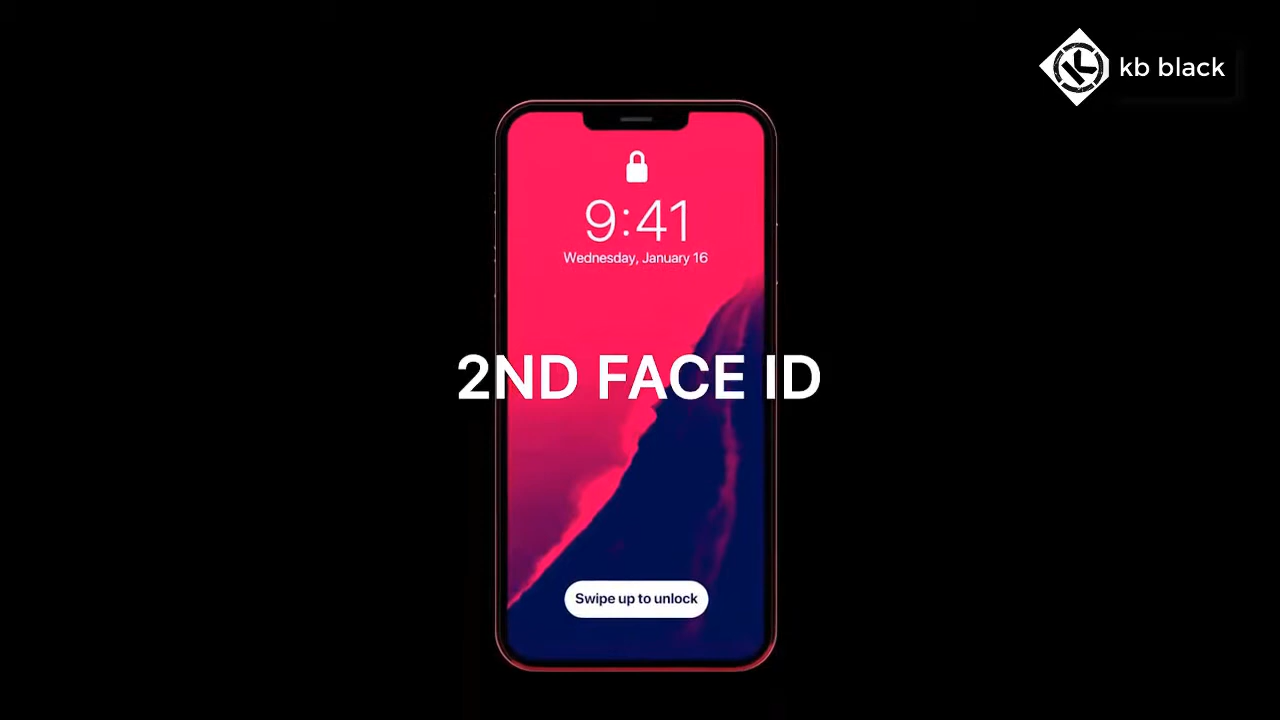 kb black
9:41
Wednesday, January 16
2ND FACE ID
Swipe up to unlock